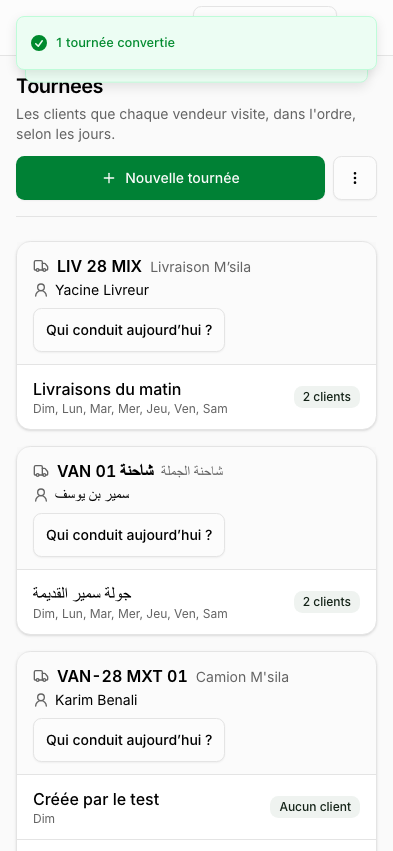 1 tournée convertie
Tournées
Les clients que chaque vendeur visite, dans l'ordre,
selon les jours.
Nouvelle tournée
LIV 28 MIX Livraison M’sila
Yacine Livreur
Qui conduit aujourd’hui ?
Livraisons du matin
2 clients
Dim, Lun, Mar, Mer, Jeu, Ven, Sam
VAN 01 شاحنة شاحنة الجملة
سمير بن يوسف
Qui conduit aujourd’hui ?
جولة سمير القديمة
2 clients
Dim, Lun, Mar, Mer, Jeu, Ven, Sam
VAN-28 MXT 01 Camion M'sila
Karim Benali
Qui conduit aujourd’hui ?
Créée par le test
Aucun client
Dim